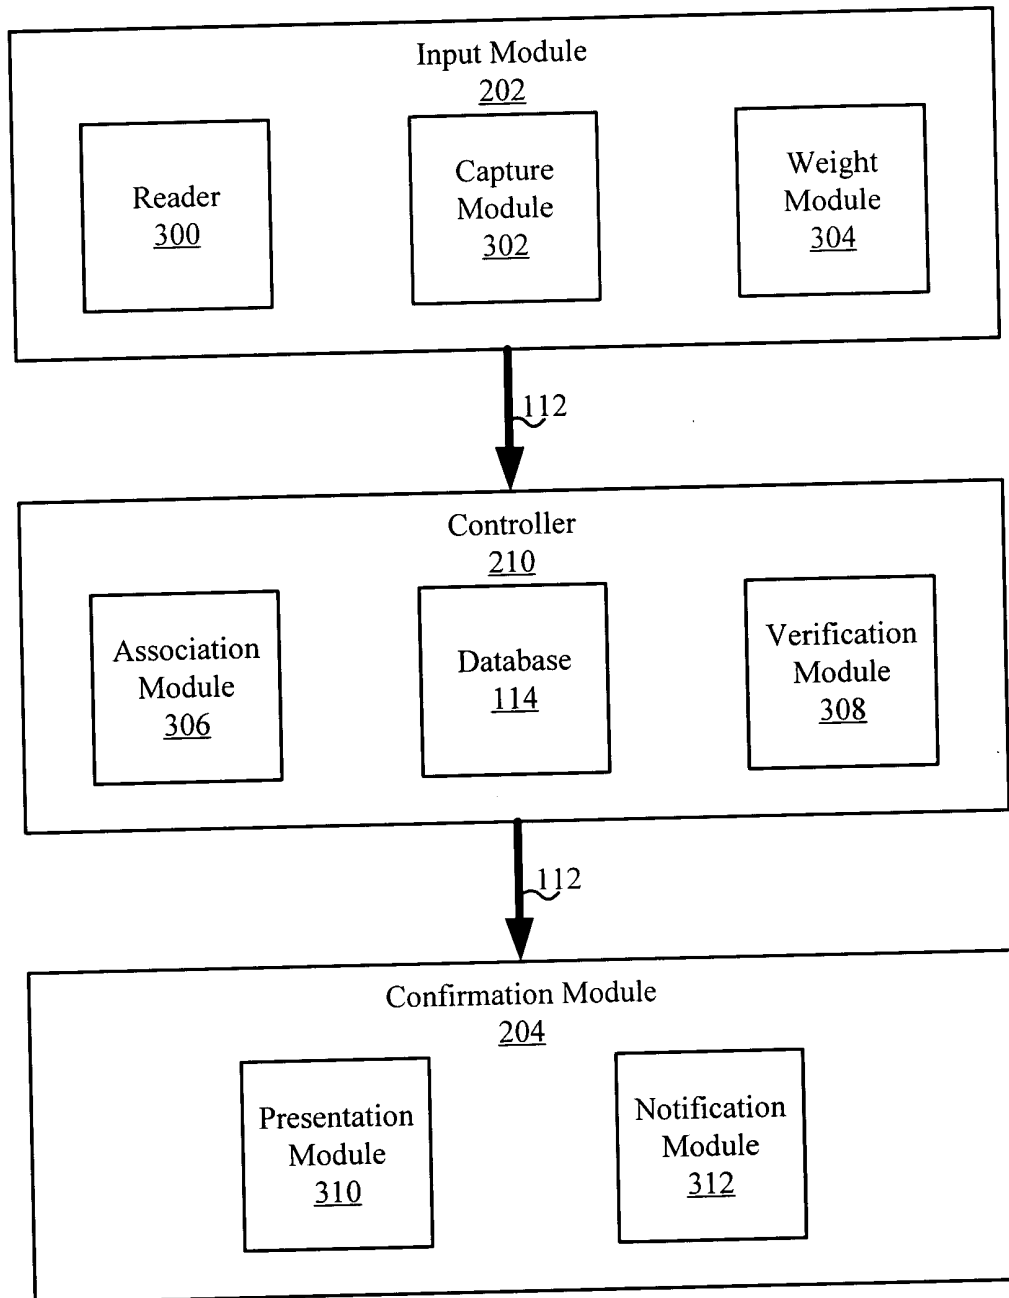 Input Module
202
Reader
300
Capture
Module
302
Weight
Module
304
112
Controller
210
Association
Module
306
Database
114
Verification
Module
308
112
Confirmation Module
204
Presentation
Module
310
Notification
Module
312